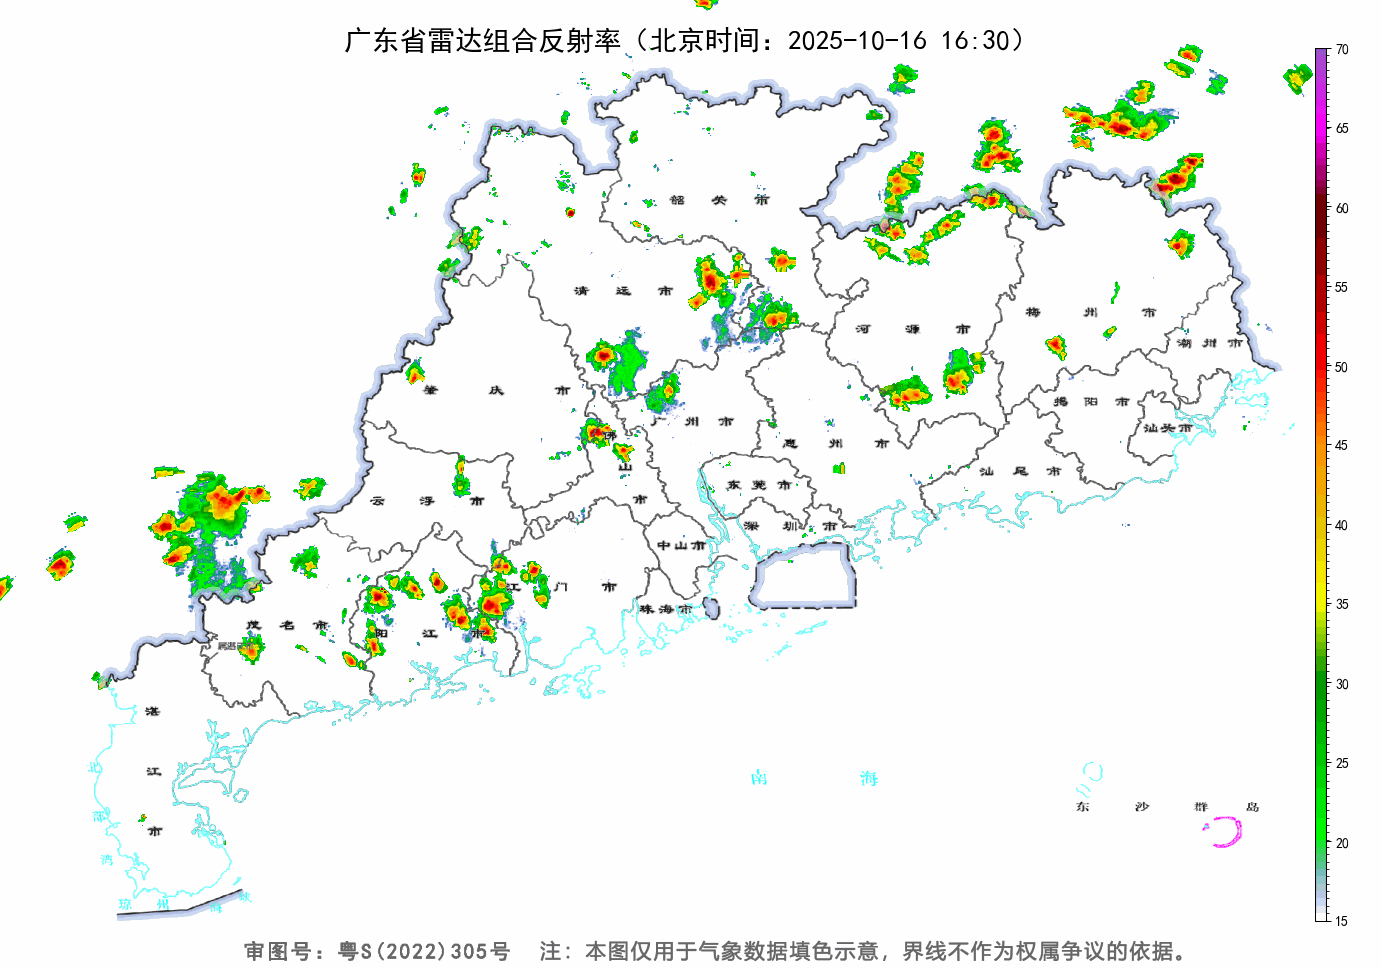 广东省雷达组合反射率（北京时间：2025-10-16 16:30）
70
65
60
55
50
45
40
35
30
25
20
15
韶关市
清远市
河源市
梅州市
潮州市
肇庆市
广州市
惠州市
揭阳市
汕头市
汕尾市
佛山市
东莞市
云浮市
深圳市
中山市
江门市
珠海市
茂名市
阳江市
湛江市
北部湾
琼州海峡
南海
东沙群岛
审图号：粤S(2022)305号 注：本图仅用于气象数据填色示意，界线不作为权属争议的依据。